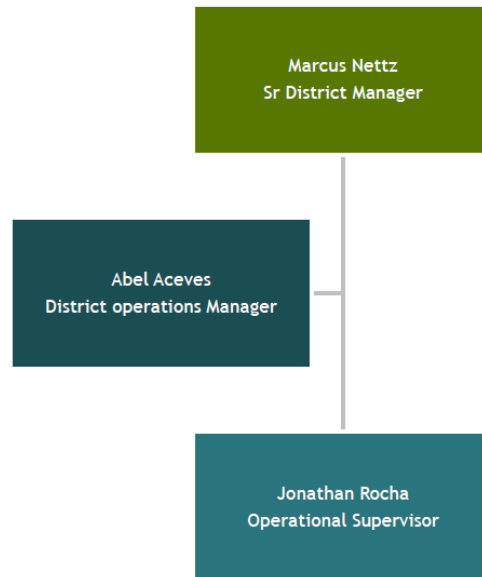 Marcus Nettz
Sr District Manager
Abel Aceves
District operations Manager
Jonathan Rocha
Operational Supervisor